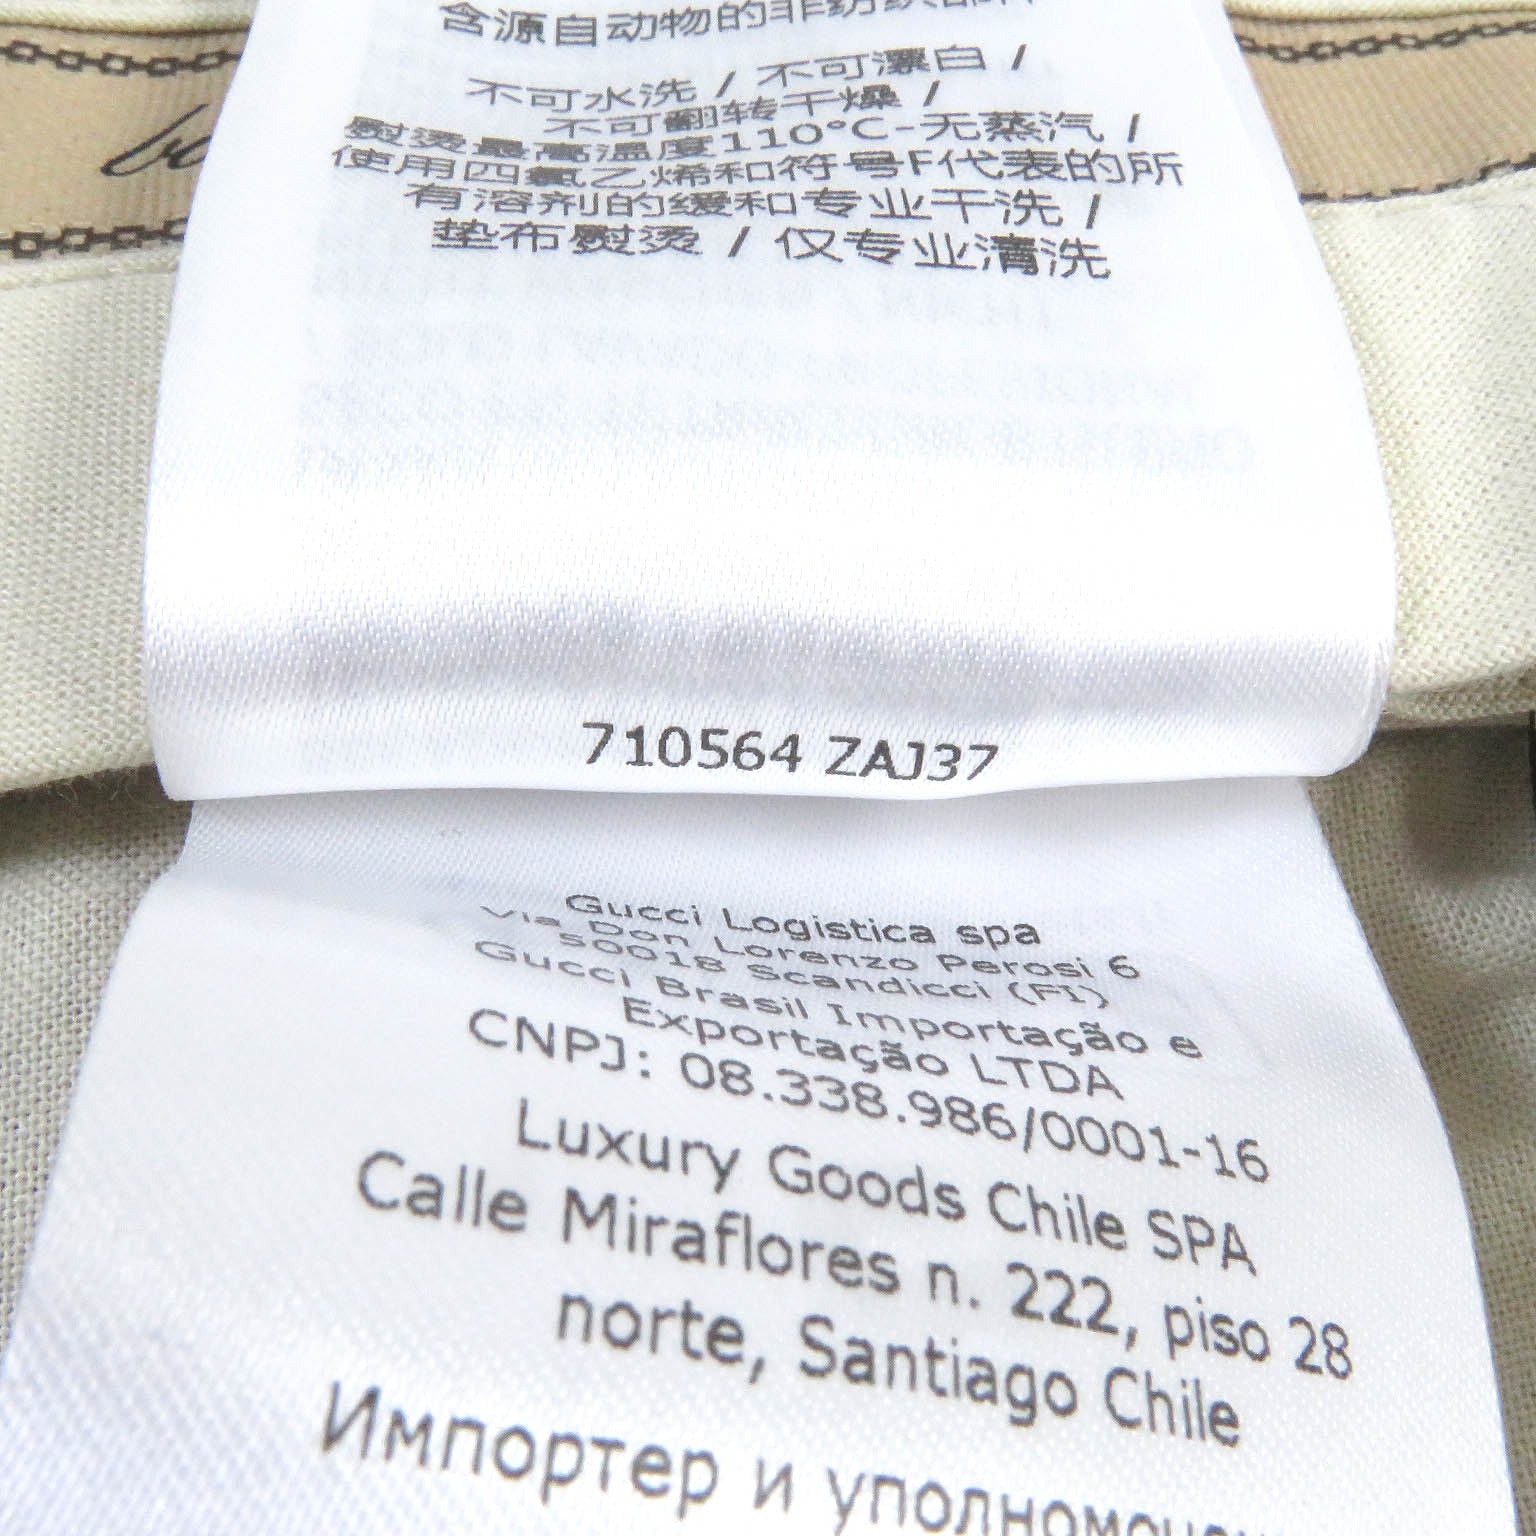 含源自动物的非纺织部件
不可水洗 / 不可漂白 /
不可翻转干燥 /
熨烫最高温度110°C-无蒸汽 /
使用四氯乙烯和符号F代表的所
有溶剂的缓和专业干洗 /
垫布熨烫 / 仅专业清洗
710564 ZAJ37
Gucci Logistica spa
Via Don Lorenzo Perosi 6
50018 Scandicci (FI)
Gucci Brasil Importação e
Exportação LTDA
CNPJ: 08.338.986/0001-16
Luxury Goods Chile SPA
Calle Miraflores n. 222, piso 28
norte, Santiago Chile
Импортер и